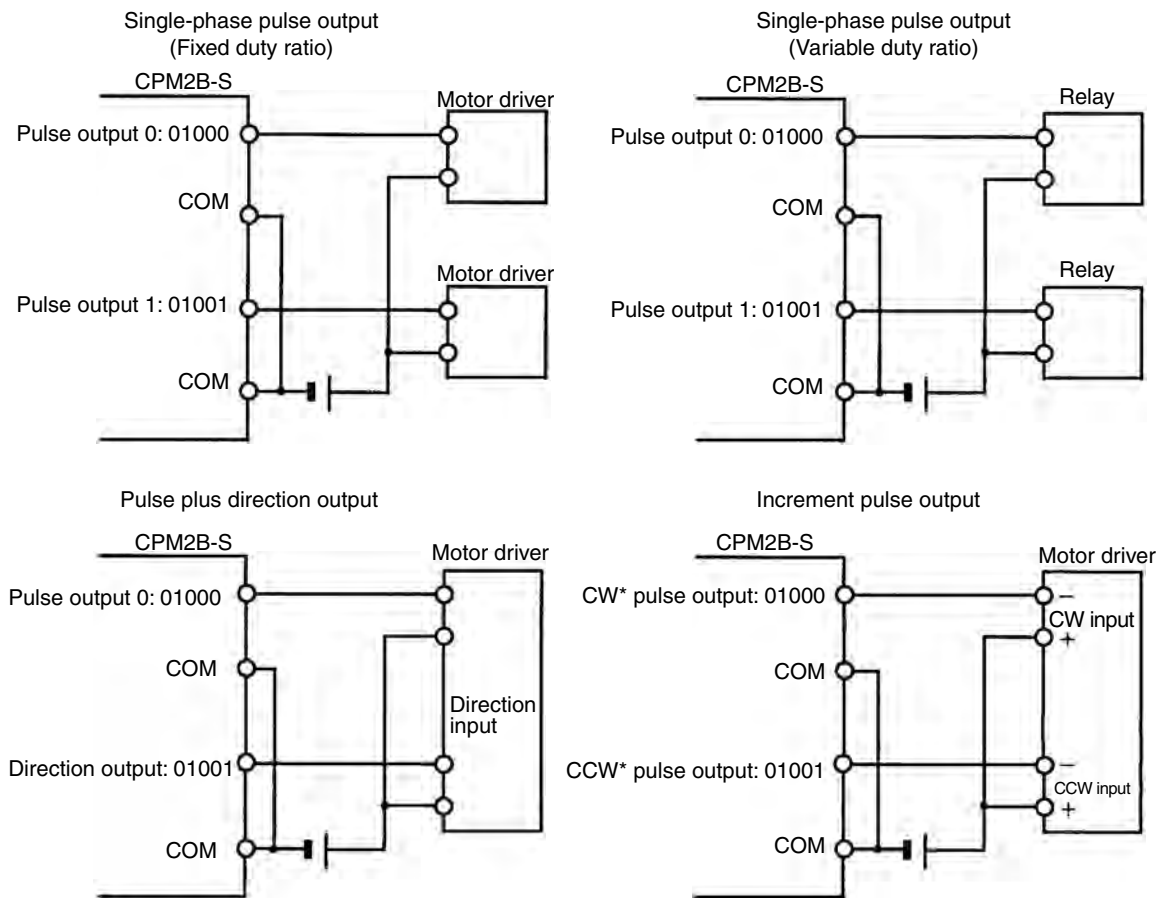 Single-phase pulse output
(Fixed duty ratio)
CPM2B-S
Motor driver
Pulse output 0: 01000
COM
Motor driver
Pulse output 1: 01001
COM
Single-phase pulse output
(Variable duty ratio)
CPM2B-S
Relay
Pulse output 0: 01000
COM
Relay
Pulse output 1: 01001
COM
Pulse plus direction output
CPM2B-S
Motor driver
Pulse output 0: 01000
COM
Direction
input
Direction output: 01001
COM
Increment pulse output
CPM2B-S
Motor driver
CW* pulse output: 01000
−
CW input
+
COM
CCW* pulse output: 01001
−
CCW input
+
COM